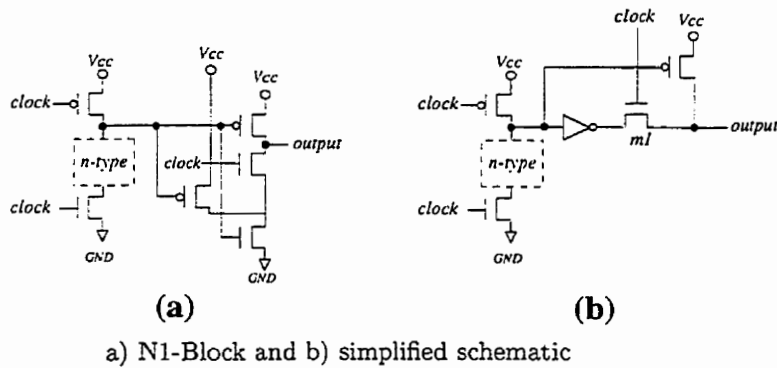 clock
Vcc
Vcc
Vcc
Vcc
Vcc
clock
clock
n-type
clock
output
n-type
m1
output
clock
clock
GND
GND
GND
(a)
(b)
a) N1-Block and b) simplified schematic